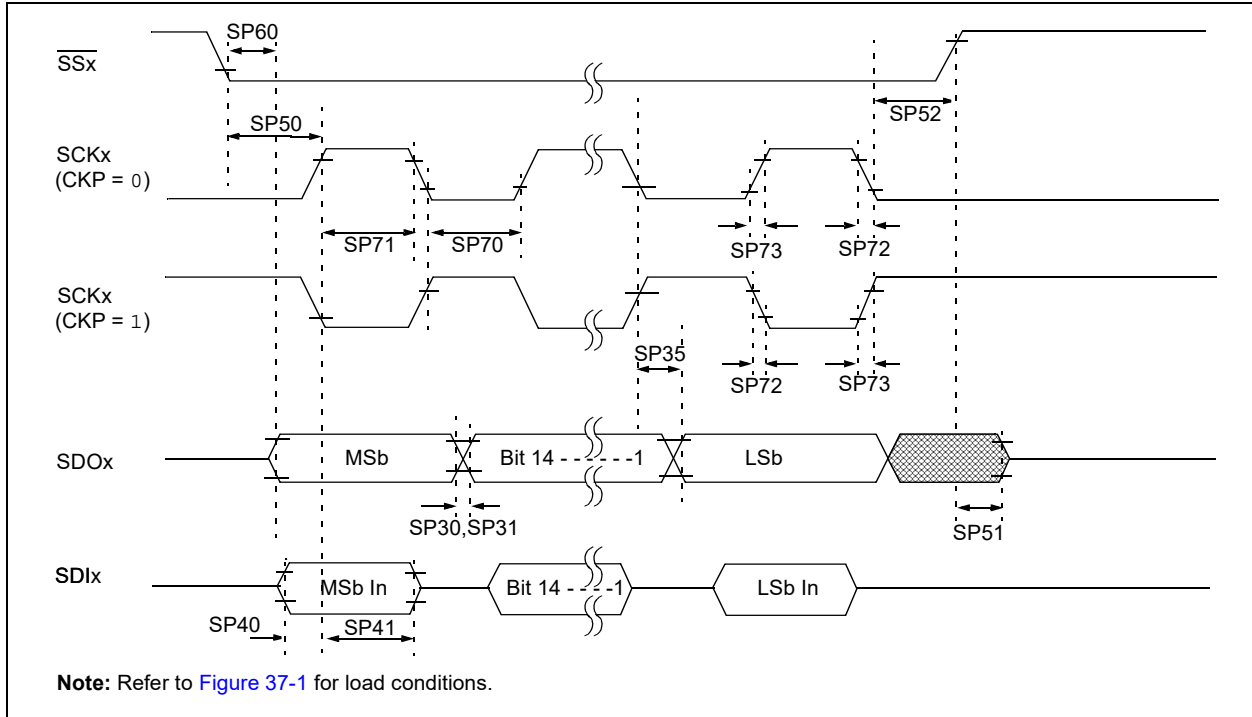 SP60
SSx
SP52
SP50
SCKx
(CKP = 0)
SP71
SP70
SP73
SP72
SCKx
(CKP = 1)
SP35
SP72
SP73
SDOx
MSb
Bit 14 - - - - - -1
LSb
SP30,SP31
SP51
SDIx
MSb In
Bit 14 - - - -1
LSb In
SP40
SP41
Note: Refer to Figure 37-1 for load conditions.